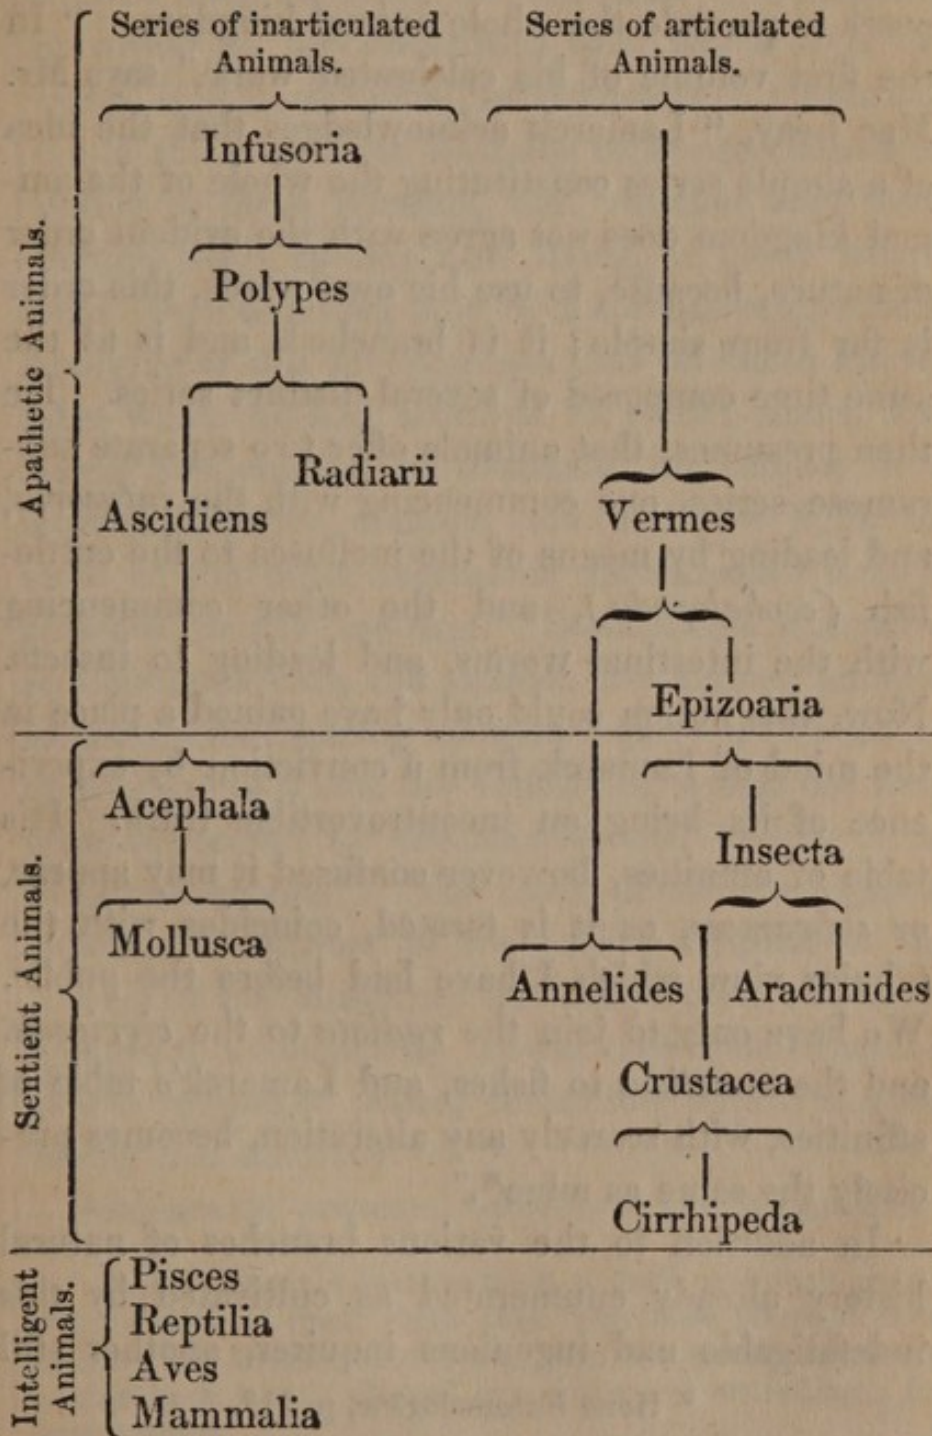 Series of inarticulated
Animals.
Series of articulated
Animals.
Apathetic Animals.
Infusoria
Polypes
Radiarii
Ascidiens
Vermes
Epizoaria
Sentient Animals.
Acephala
Insecta
Mollusca
Annelides
Arachnides
Crustacea
Cirrhipeda
Intelligent
Animals.
Pisces
Reptilia
Aves
Mammalia